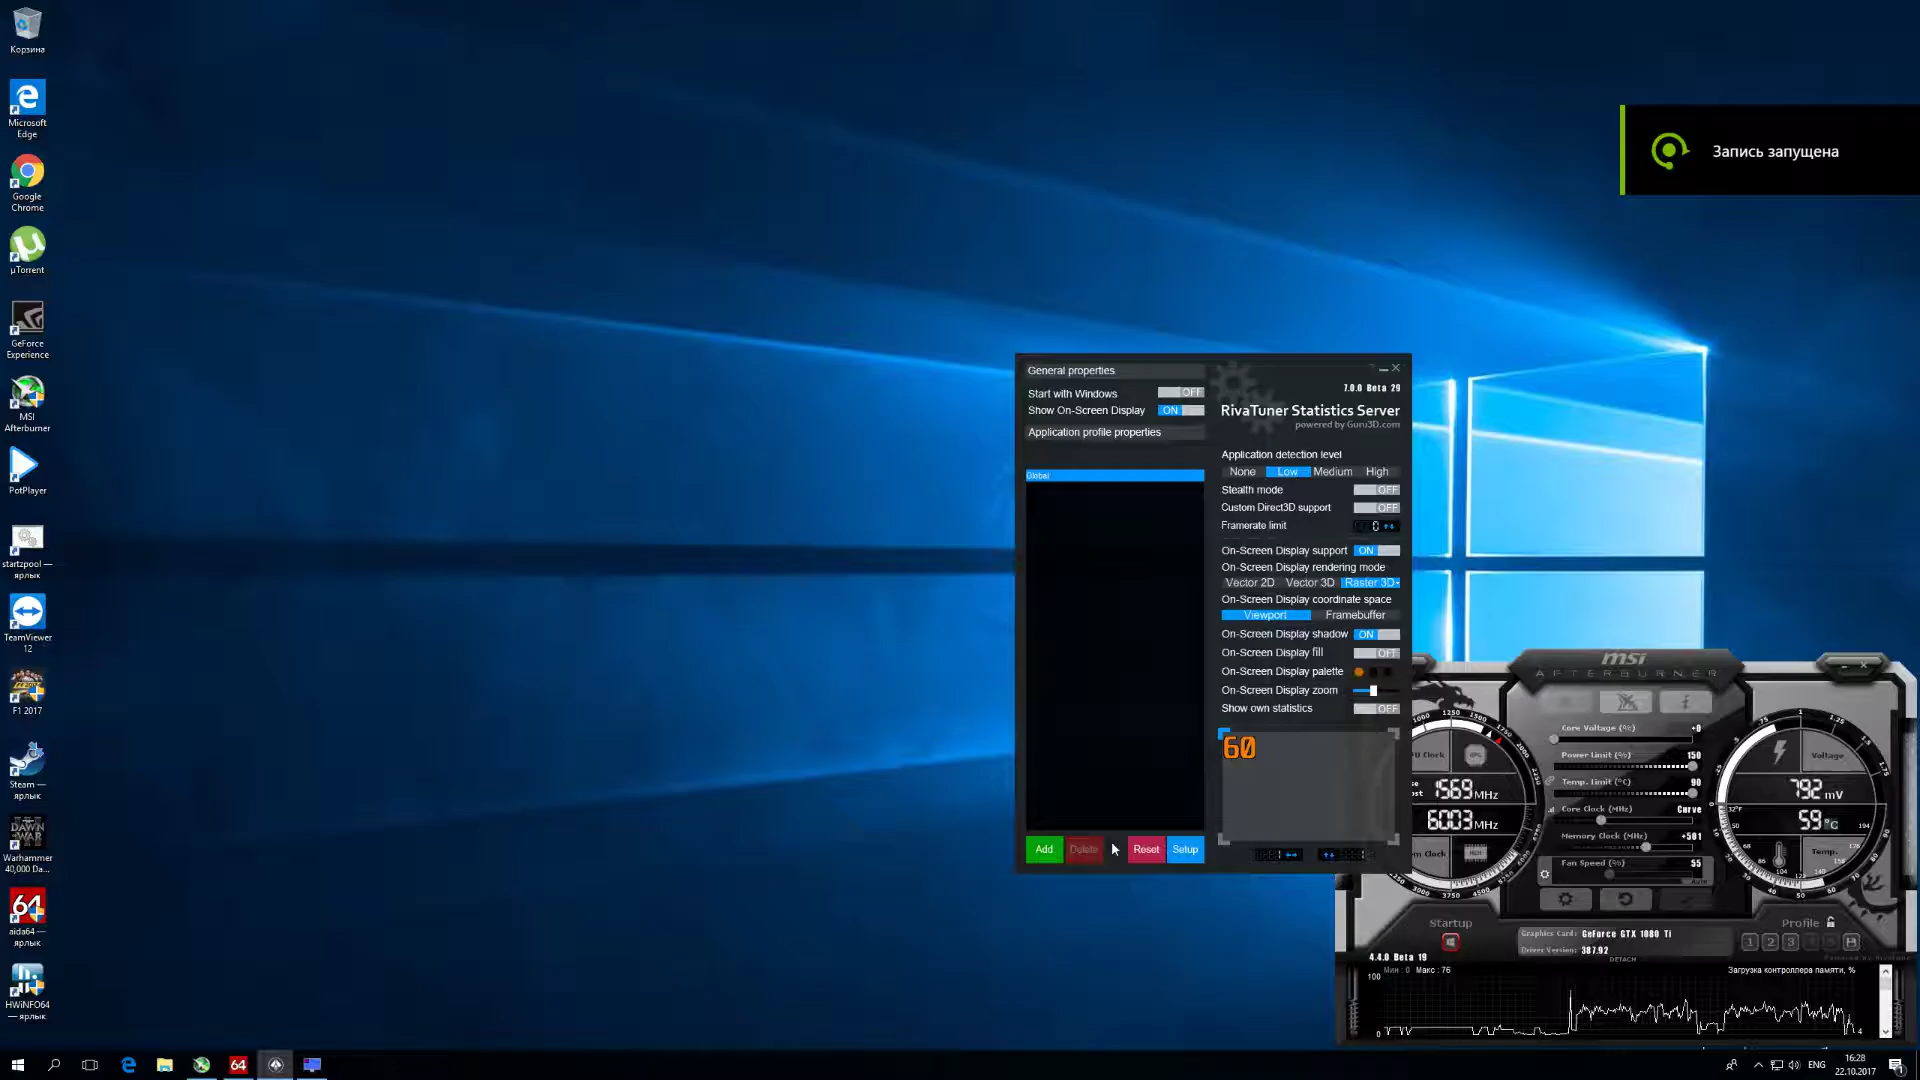 Корзина
Microsoft
Edge
Google
Chrome
µTorrent
GeForce
Experience
MSI
Afterburner
PotPlayer
startzpool —
ярлык
TeamViewer
12
F1 2017
Steam —
ярлык
Warhammer
40,000 Da...
aida64 —
ярлык
HWiNFO64
— ярлык
Запись запущена
General properties
Start with Windows OFF
Show On-Screen Display ON
Application profile properties
Global
Add
Delete
Reset
Setup
7.0.0 Beta 29
RivaTuner Statistics Server
powered by Guru3D.com
Application detection level
None Low Medium High
Stealth mode OFF
Custom Direct3D support OFF
Framerate limit 0
On-Screen Display support ON
On-Screen Display rendering mode
Vector 2D Vector 3D Raster 3D
On-Screen Display coordinate space
Viewport Framebuffer
On-Screen Display shadow ON
On-Screen Display fill OFF
On-Screen Display palette
On-Screen Display zoom
Show own statistics OFF
60
msi
AFTERBURNER
Core Voltage (%) +0
Power Limit (%) 150
Temp. Limit (°C) 90
Core Clock (MHz) Curve
Memory Clock (MHz) +501
Fan Speed (%) 55
1569 MHz
6003 MHz
Voltage
792 mV
59 °C
Temp.
Startup
Profile
1 2 3
Graphics Card: GeForce GTX 1080 Ti
Driver Version: 387.92
DETACH
4.4.0 Beta 19
Мин : 0 Макс : 76
Загрузка контроллера памяти, %
100
0
4
64
ENG
16:28
22.10.2017